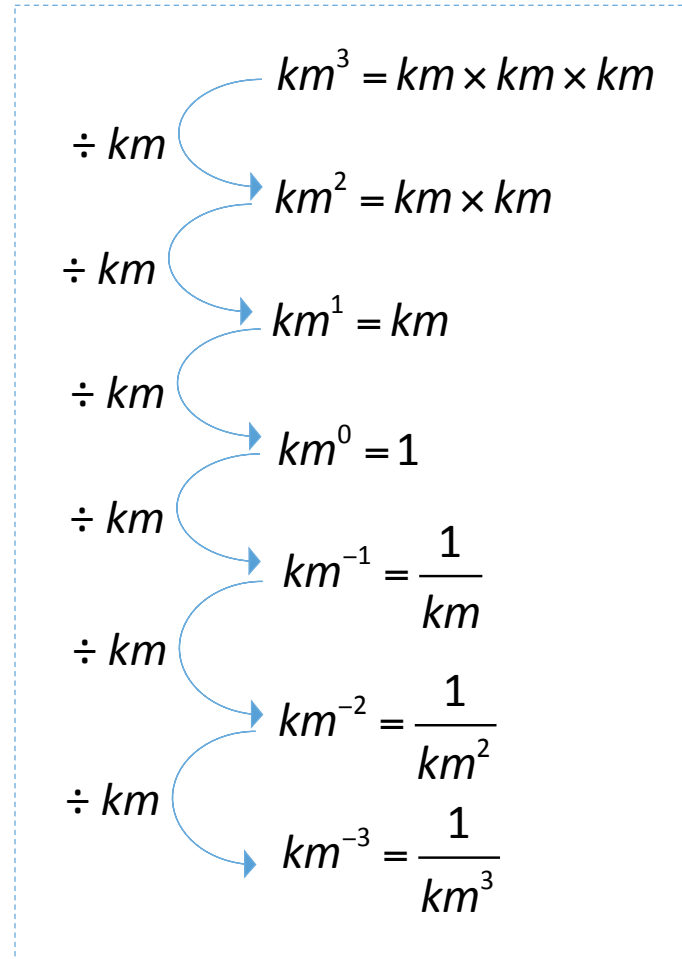 km³ = km × km × km
÷ km
km² = km × km
÷ km
km¹ = km
÷ km
km⁰ = 1
÷ km
km⁻¹ = 1/km
÷ km
km⁻² = 1/km²
÷ km
km⁻³ = 1/km³